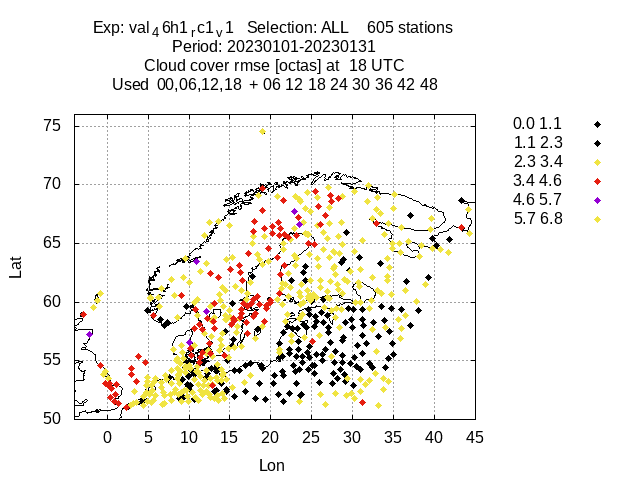 Exp: val46h1rc1v1 Selection: ALL 605 stations
Period: 20230101-20230131
Cloud cover rmse [octas] at 18 UTC
Used 00,06,12,18 + 06 12 18 24 30 36 42 48
0.0 1.1
1.1 2.3
2.3 3.4
3.4 4.6
4.6 5.7
5.7 6.8
75
70
65
60
55
50
Lat
0 5 10 15 20 25 30 35 40 45
Lon